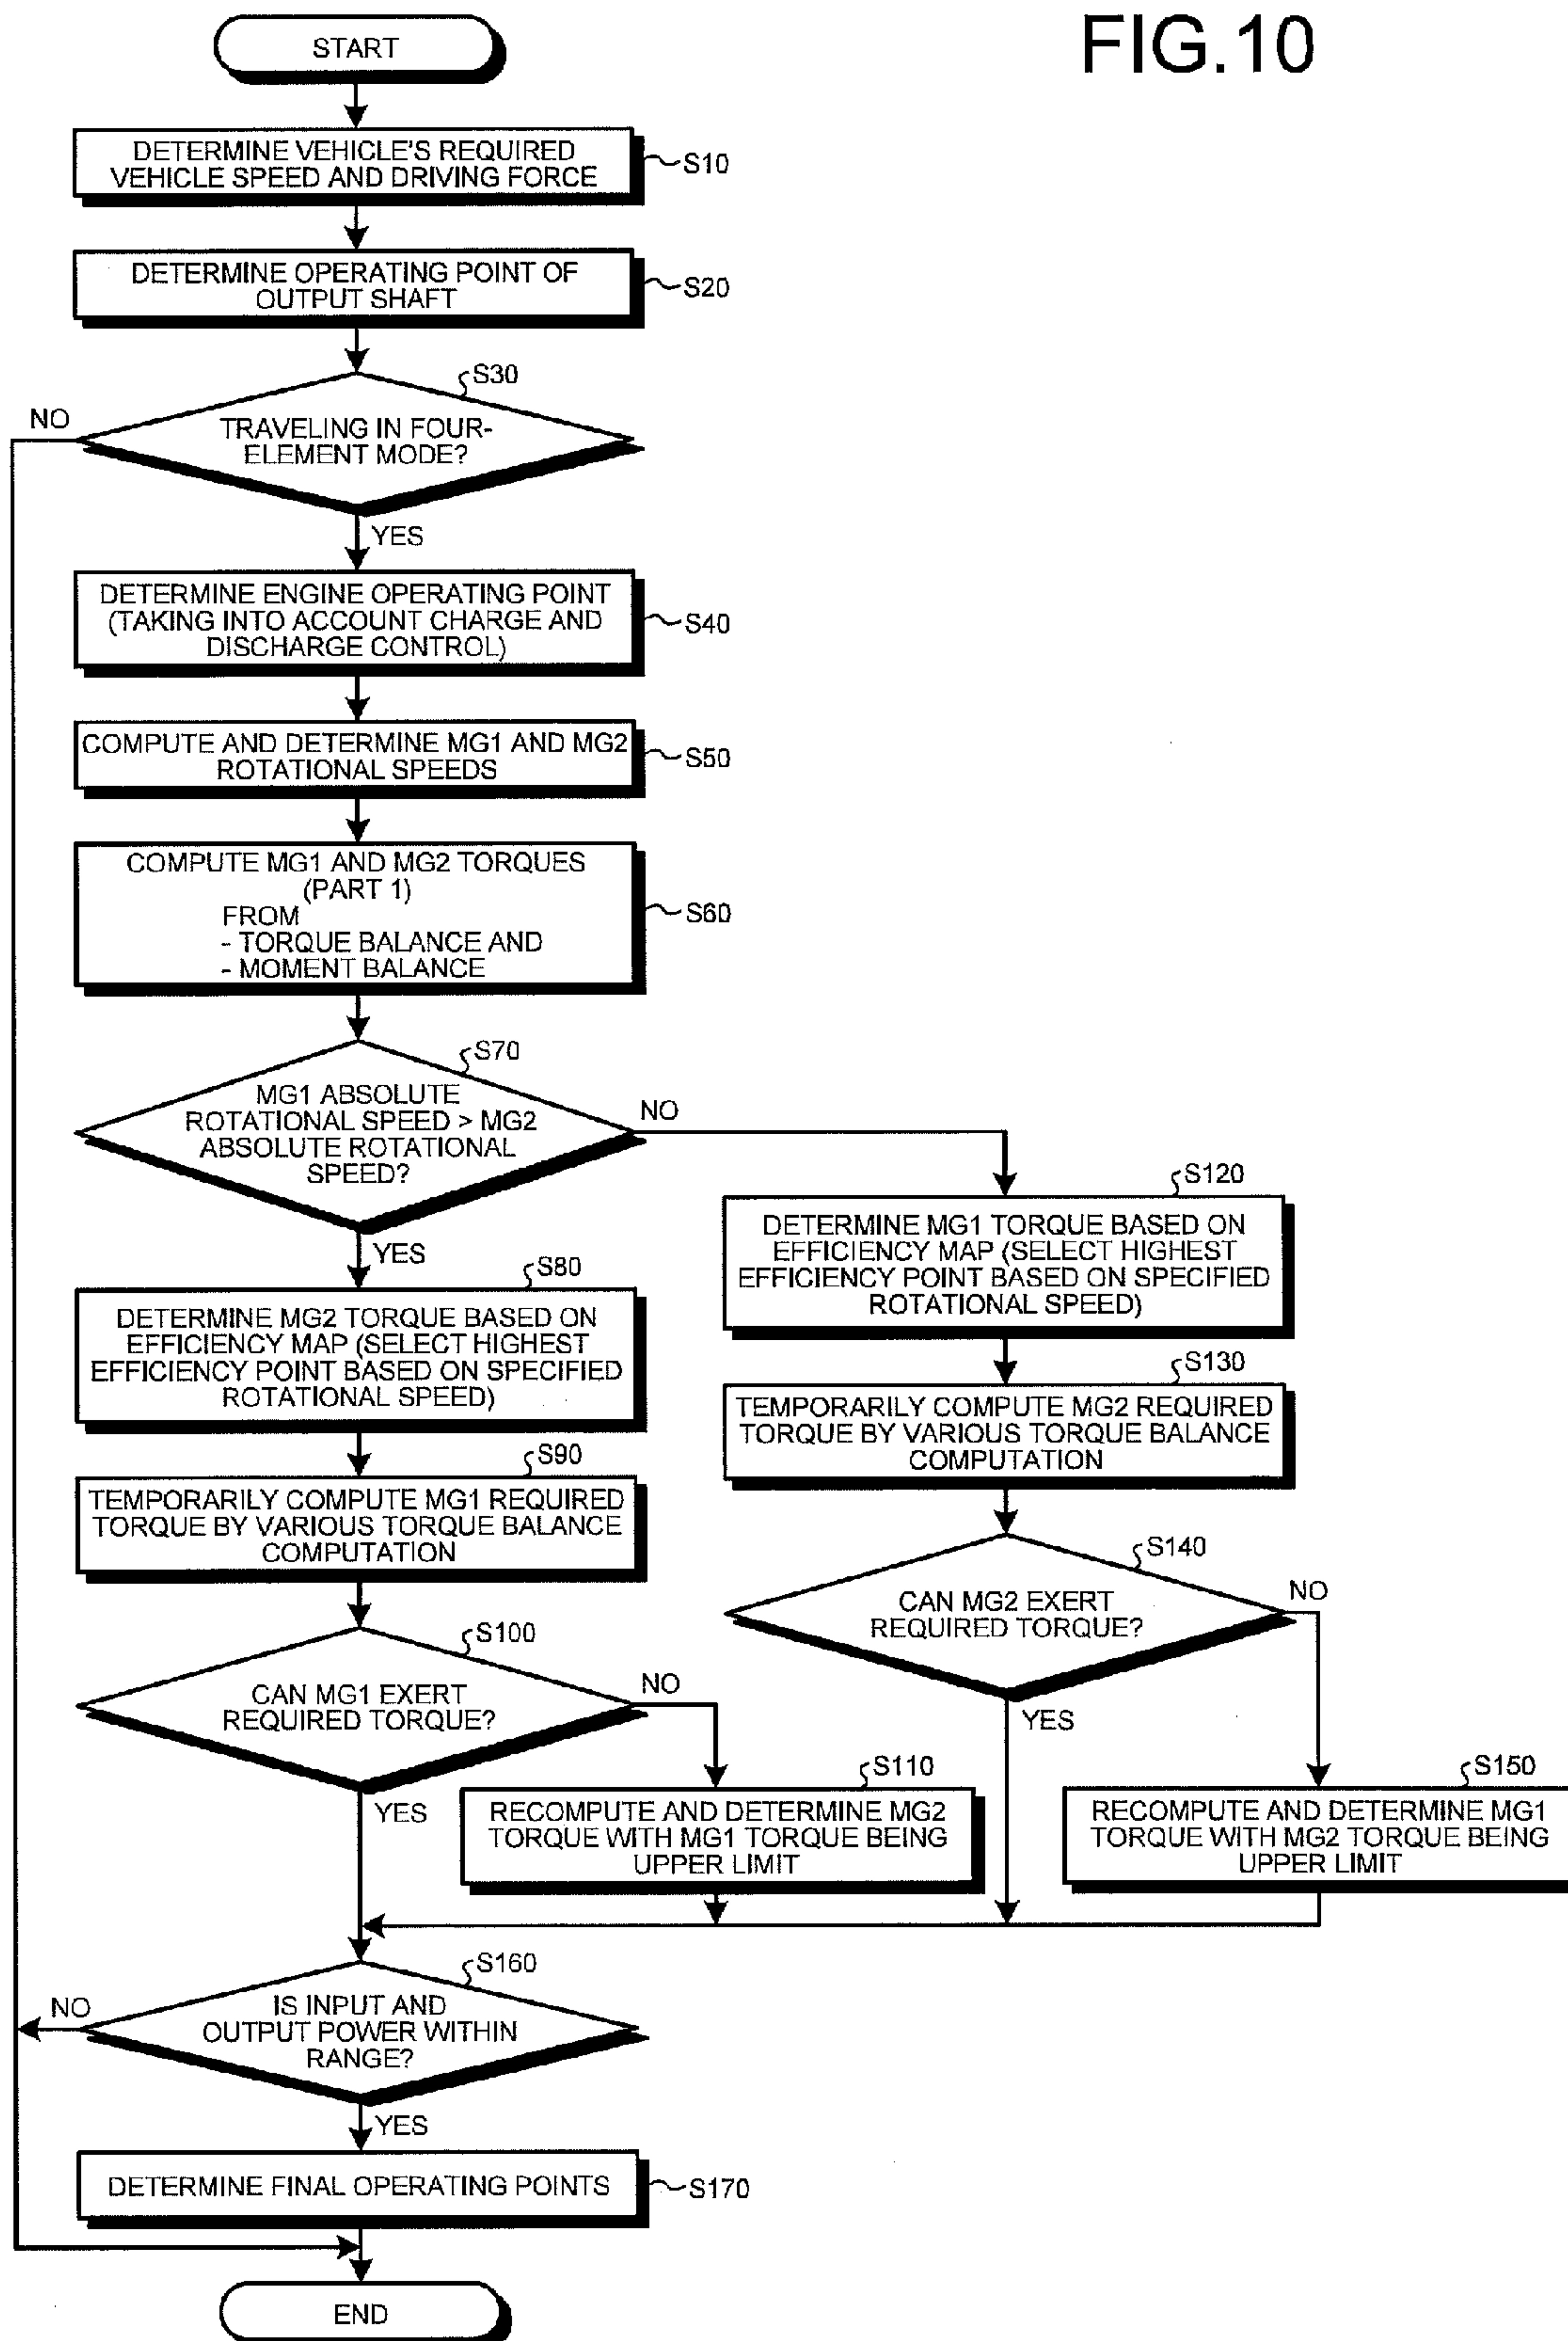 FIG.10
START
DETERMINE VEHICLE'S REQUIRED
VEHICLE SPEED AND DRIVING FORCE
S10
DETERMINE OPERATING POINT OF
OUTPUT SHAFT
S20
S30
NO
TRAVELING IN FOUR-
ELEMENT MODE?
YES
DETERMINE ENGINE OPERATING POINT
(TAKING INTO ACCOUNT CHARGE AND
DISCHARGE CONTROL)
S40
COMPUTE AND DETERMINE MG1 AND MG2
ROTATIONAL SPEEDS
S50
COMPUTE MG1 AND MG2 TORQUES
(PART 1)
FROM
- TORQUE BALANCE AND
- MOMENT BALANCE
S60
S70
MG1 ABSOLUTE
ROTATIONAL SPEED > MG2
ABSOLUTE ROTATIONAL
SPEED?
NO
YES
S80
DETERMINE MG2 TORQUE BASED ON
EFFICIENCY MAP (SELECT HIGHEST
EFFICIENCY POINT BASED ON SPECIFIED
ROTATIONAL SPEED)
S90
TEMPORARILY COMPUTE MG1 REQUIRED
TORQUE BY VARIOUS TORQUE BALANCE
COMPUTATION
S100
CAN MG1 EXERT
REQUIRED TORQUE?
NO
YES
S110
RECOMPUTE AND DETERMINE MG2
TORQUE WITH MG1 TORQUE BEING
UPPER LIMIT
S120
DETERMINE MG1 TORQUE BASED ON
EFFICIENCY MAP (SELECT HIGHEST
EFFICIENCY POINT BASED ON SPECIFIED
ROTATIONAL SPEED)
S130
TEMPORARILY COMPUTE MG2 REQUIRED
TORQUE BY VARIOUS TORQUE BALANCE
COMPUTATION
S140
CAN MG2 EXERT
REQUIRED TORQUE?
NO
YES
S150
RECOMPUTE AND DETERMINE MG1
TORQUE WITH MG2 TORQUE BEING
UPPER LIMIT
S160
NO
IS INPUT AND
OUTPUT POWER WITHIN
RANGE?
YES
DETERMINE FINAL OPERATING POINTS
S170
END